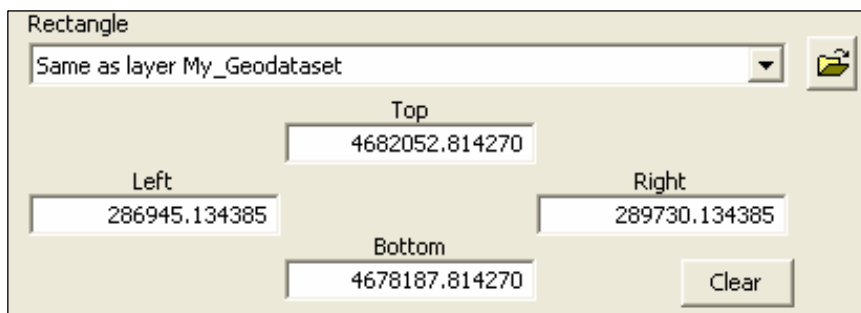 Rectangle
Same as layer My_Geodataset
Top
4682052.814270
Left
Right
286945.134385
289730.134385
Bottom
4678187.814270
Clear